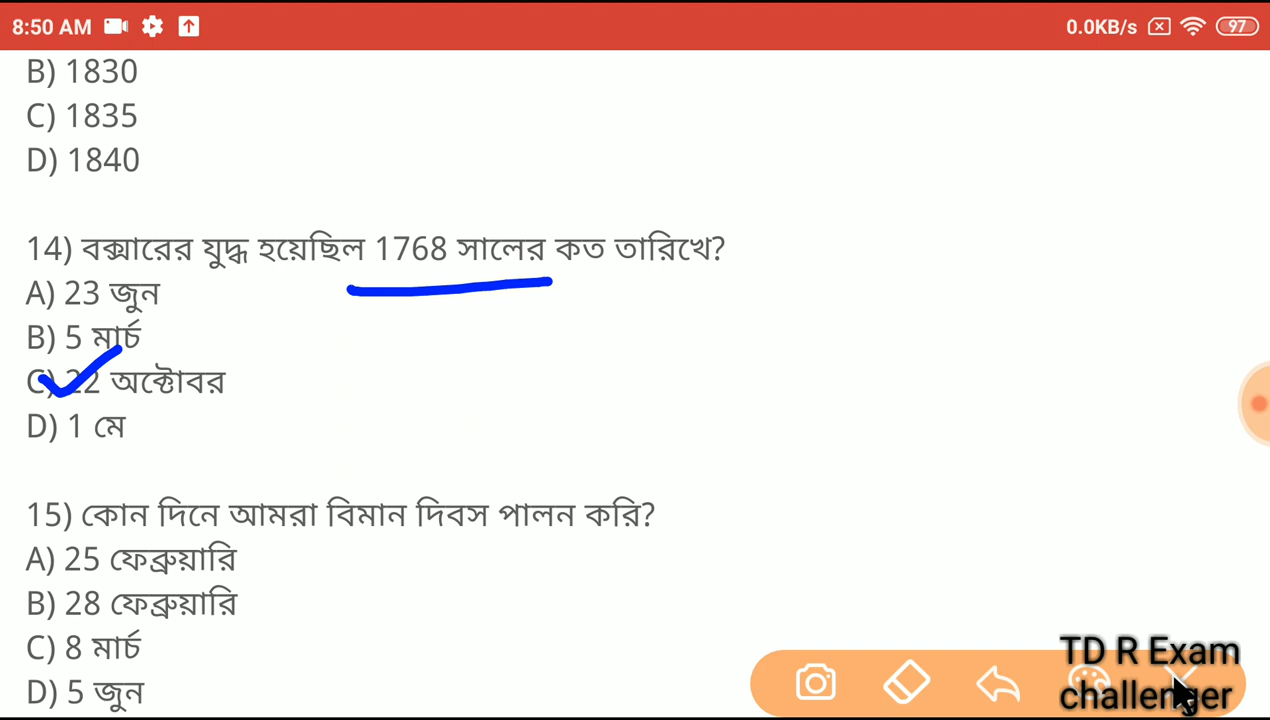 8:50 AM
0.0KB/s
97
B) 1830
C) 1835
D) 1840
14) বক্সারের যুদ্ধ হয়েছিল 1768 সালের কত তারিখে?
A) 23 জুন
B) 5 মার্চ
C) 22 অক্টোবর
D) 1 মে
15) কোন দিনে আমরা বিমান দিবস পালন করি?
A) 25 ফেব্রুয়ারি
B) 28 ফেব্রুয়ারি
C) 8 মার্চ
D) 5 জুন
TD R Exam
challenger